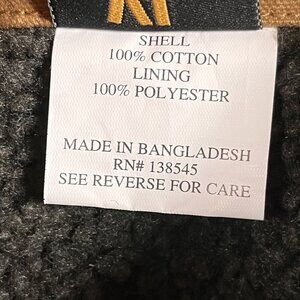 SHELL
100% COTTON
LINING
100% POLYESTER
MADE IN BANGLADESH
RN# 138545
SEE REVERSE FOR CARE